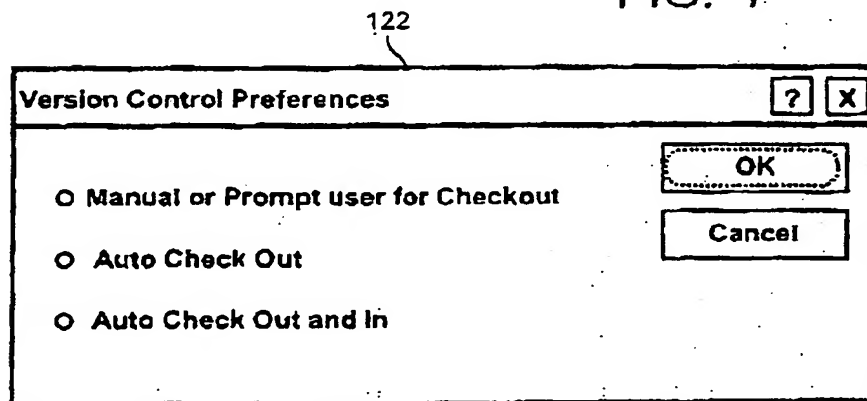 122
Version Control Preferences ? X
OK
Manual or Prompt user for Checkout
Cancel
Auto Check Out
Auto Check Out and In